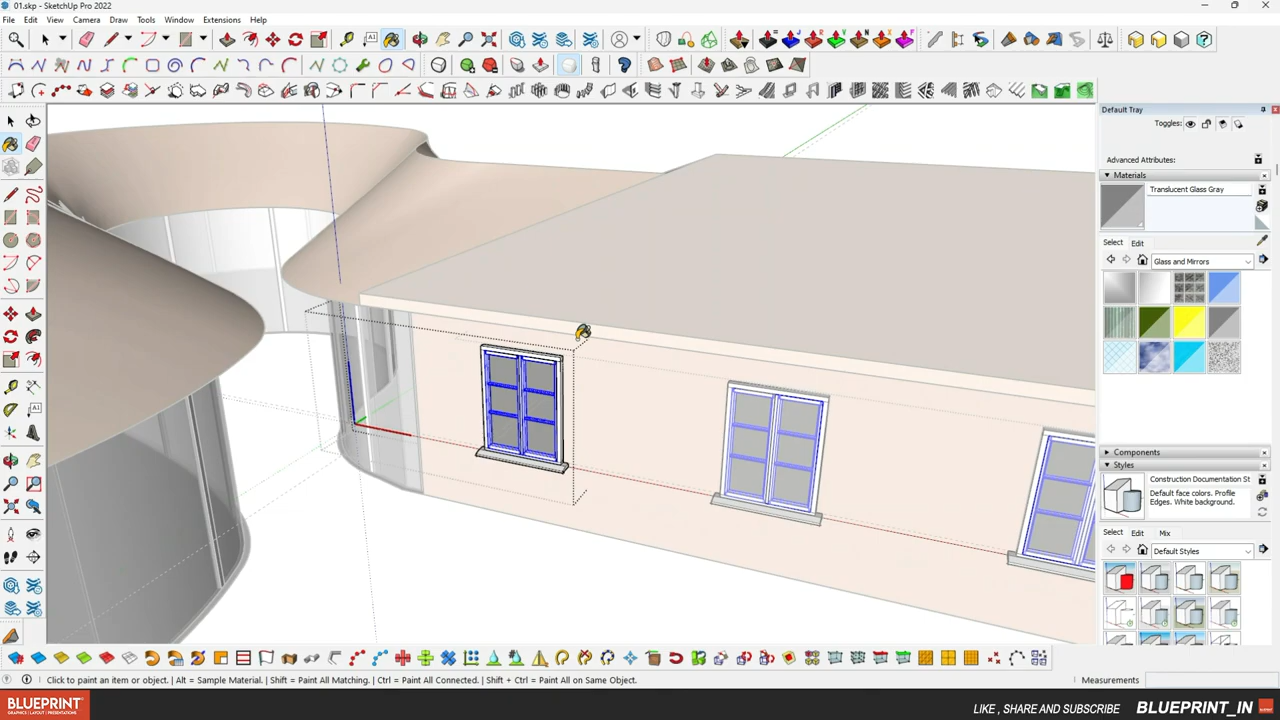 01.skp - SketchUp Pro 2022
File Edit View Camera Draw Tools Window Extensions Help
Default Tray
Toggles:
Advanced Attributes:
Materials
Translucent Glass Gray
Select Edit
Glass and Mirrors
Components
Styles
Construction Documentation St
Default face colors. Profile
Edges. White background.
Select Edit Mix
Default Styles
Click to paint an item or object. | Alt = Sample Material. | Shift = Paint All Matching. | Ctrl = Paint All Connected. | Shift + Ctrl = Paint All on Same Object.
Measurements
BLUEPRINT
GRAPHICS | LAYOUT | PRESENTATIONS
LIKE , SHARE AND SUBSCRIBE BLUEPRINT_IN